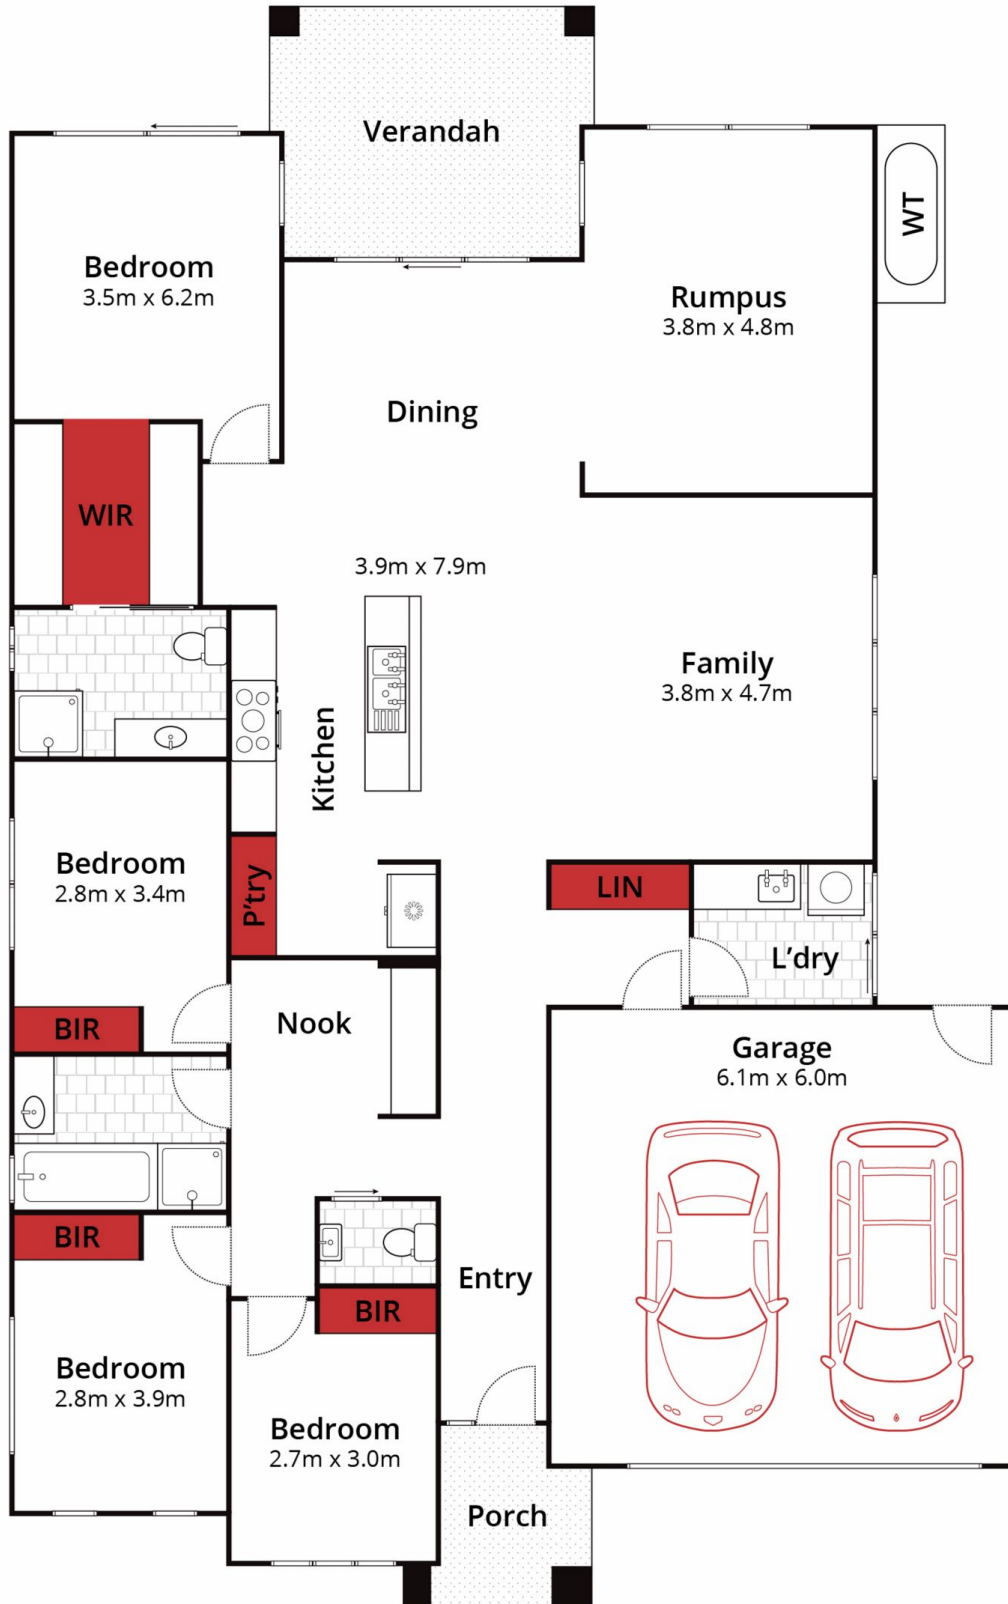 Verandah
WT
Bedroom
3.5m x 6.2m
Rumpus
3.8m x 4.8m
Dining
WIR
3.9m x 7.9m
Family
3.8m x 4.7m
Kitchen
Bedroom
2.8m x 3.4m
P'try
LIN
L'dry
BIR
Nook
Garage
6.1m x 6.0m
BIR
Entry
BIR
Bedroom
2.8m x 3.9m
Bedroom
2.7m x 3.0m
Porch